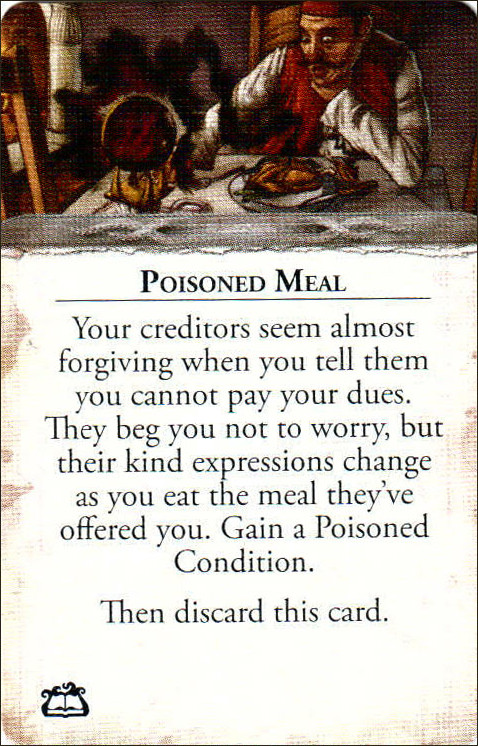 Poisoned Meal
Your creditors seem almost
forgiving when you tell them
you cannot pay your dues.
They beg you not to worry, but
their kind expressions change
as you eat the meal they've
offered you. Gain a Poisoned
Condition.
Then discard this card.